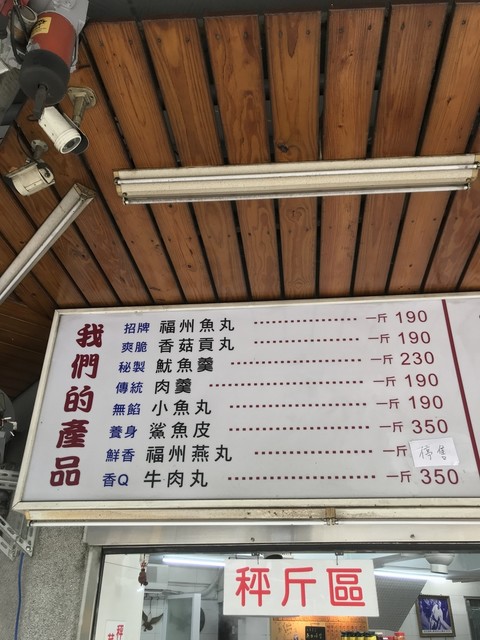 我們的產品
招牌 福州魚丸 一斤 190
爽脆 香菇貢丸 一斤 190
秘製 魷魚羹 一斤 230
傳統 肉羹 一斤 190
無餡 小魚丸 一斤 190
養身 鯊魚皮 一斤 350
鮮香 福州燕丸 一斤 停售
香Q 牛肉丸 一斤 350
秤斤區